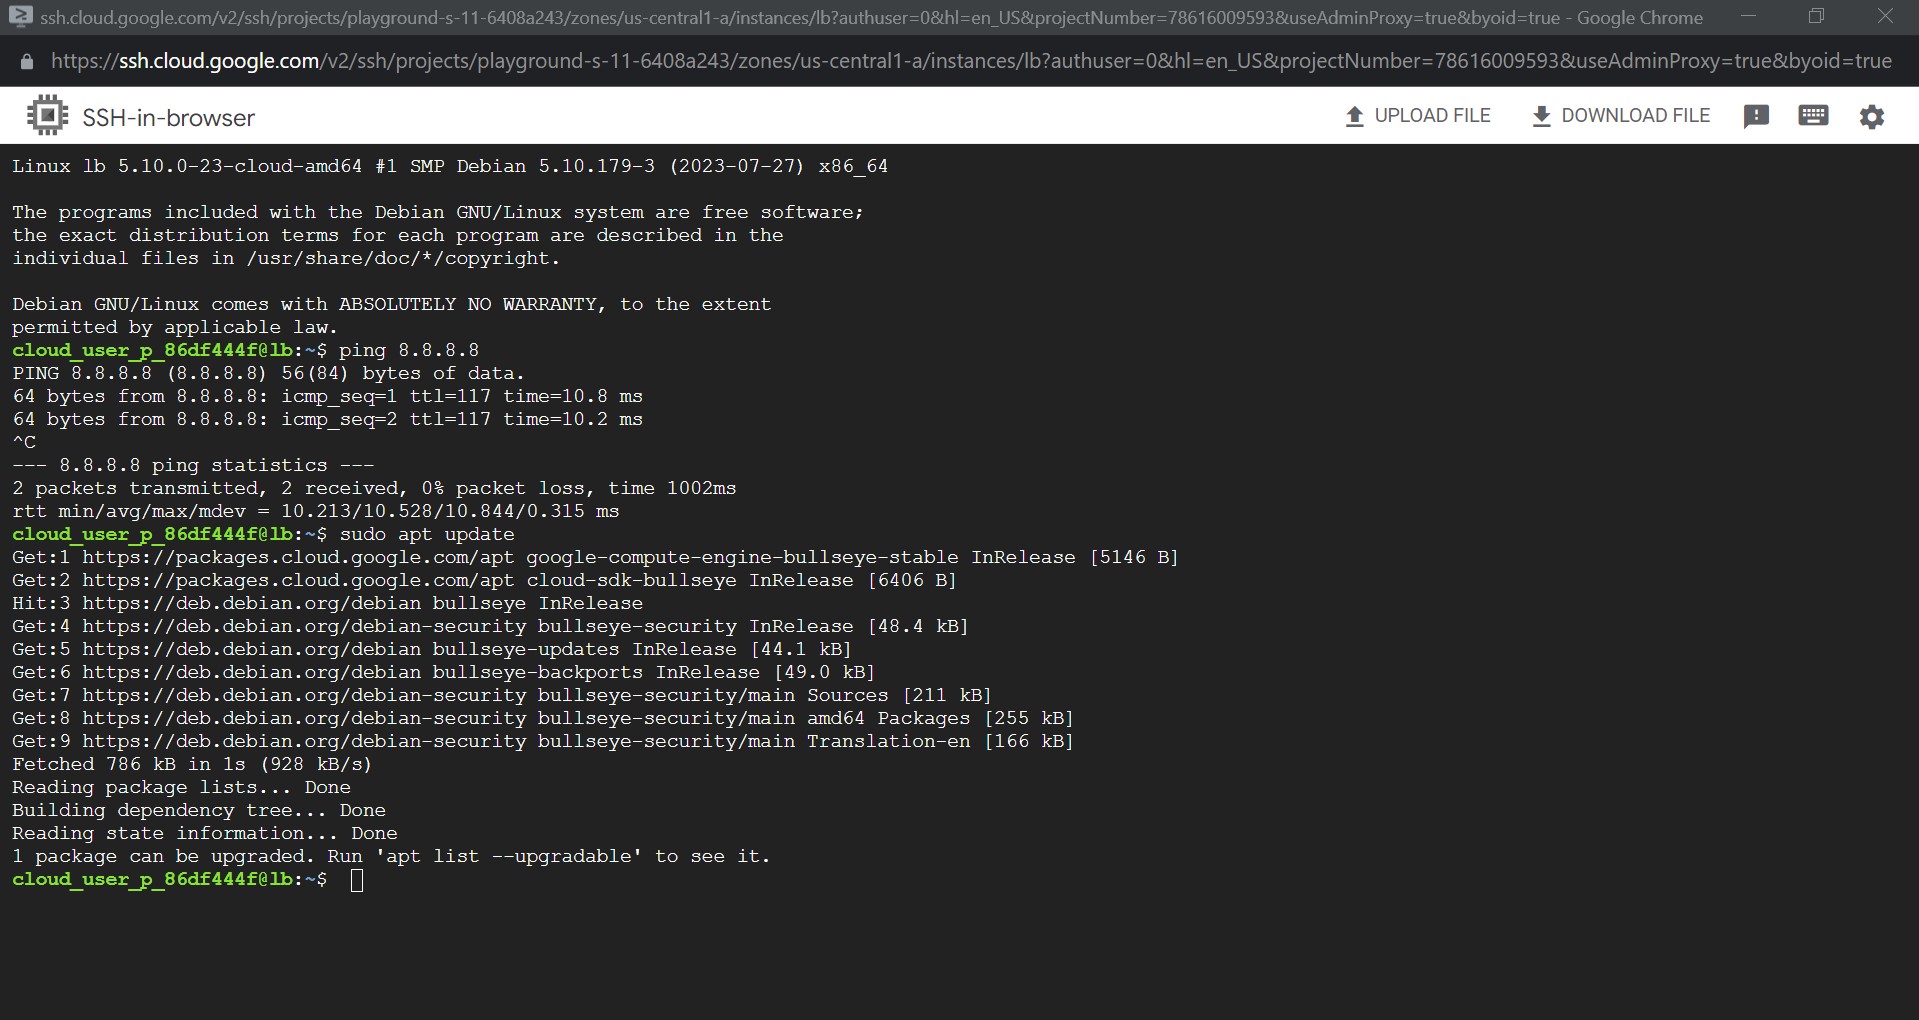 ssh.cloud.google.com/v2/ssh/projects/playground-s-11-6408a243/zones/us-central1-a/instances/lb?authuser=0&hl=en_US&projectNumber=78616009593&useAdminProxy=true&byoid=true - Google Chrome
https://ssh.cloud.google.com/v2/ssh/projects/playground-s-11-6408a243/zones/us-central1-a/instances/lb?authuser=0&hl=en_US&projectNumber=78616009593&useAdminProxy=true&byoid=true
SSH-in-browser UPLOAD FILE DOWNLOAD FILE
Linux lb 5.10.0-23-cloud-amd64 #1 SMP Debian 5.10.179-3 (2023-07-27) x86_64
The programs included with the Debian GNU/Linux system are free software;
the exact distribution terms for each program are described in the
individual files in /usr/share/doc/*/copyright.
Debian GNU/Linux comes with ABSOLUTELY NO WARRANTY, to the extent
permitted by applicable law.
cloud_user_p_86df444f@lb:~$ ping 8.8.8.8
PING 8.8.8.8 (8.8.8.8) 56(84) bytes of data.
64 bytes from 8.8.8.8: icmp_seq=1 ttl=117 time=10.8 ms
64 bytes from 8.8.8.8: icmp_seq=2 ttl=117 time=10.2 ms
^C
--- 8.8.8.8 ping statistics ---
2 packets transmitted, 2 received, 0% packet loss, time 1002ms
rtt min/avg/max/mdev = 10.213/10.528/10.844/0.315 ms
cloud_user_p_86df444f@lb:~$ sudo apt update
Get:1 https://packages.cloud.google.com/apt google-compute-engine-bullseye-stable InRelease [5146 B]
Get:2 https://packages.cloud.google.com/apt cloud-sdk-bullseye InRelease [6406 B]
Hit:3 https://deb.debian.org/debian bullseye InRelease
Get:4 https://deb.debian.org/debian-security bullseye-security InRelease [48.4 kB]
Get:5 https://deb.debian.org/debian bullseye-updates InRelease [44.1 kB]
Get:6 https://deb.debian.org/debian bullseye-backports InRelease [49.0 kB]
Get:7 https://deb.debian.org/debian-security bullseye-security/main Sources [211 kB]
Get:8 https://deb.debian.org/debian-security bullseye-security/main amd64 Packages [255 kB]
Get:9 https://deb.debian.org/debian-security bullseye-security/main Translation-en [166 kB]
Fetched 786 kB in 1s (928 kB/s)
Reading package lists... Done
Building dependency tree... Done
Reading state information... Done
1 package can be upgraded. Run 'apt list --upgradable' to see it.
cloud_user_p_86df444f@lb:~$